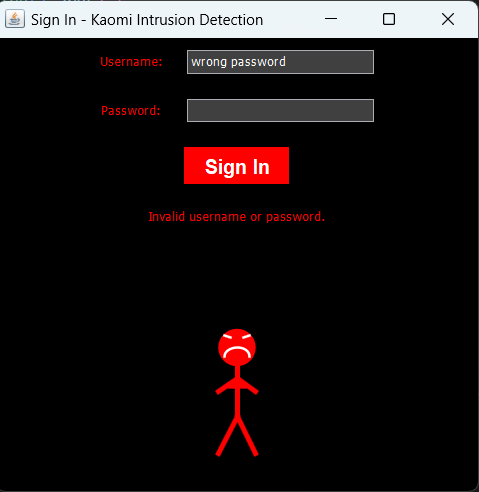 Sign In - Kaomi Intrusion Detection
Username: wrong password
Password:
Sign In
Invalid username or password.